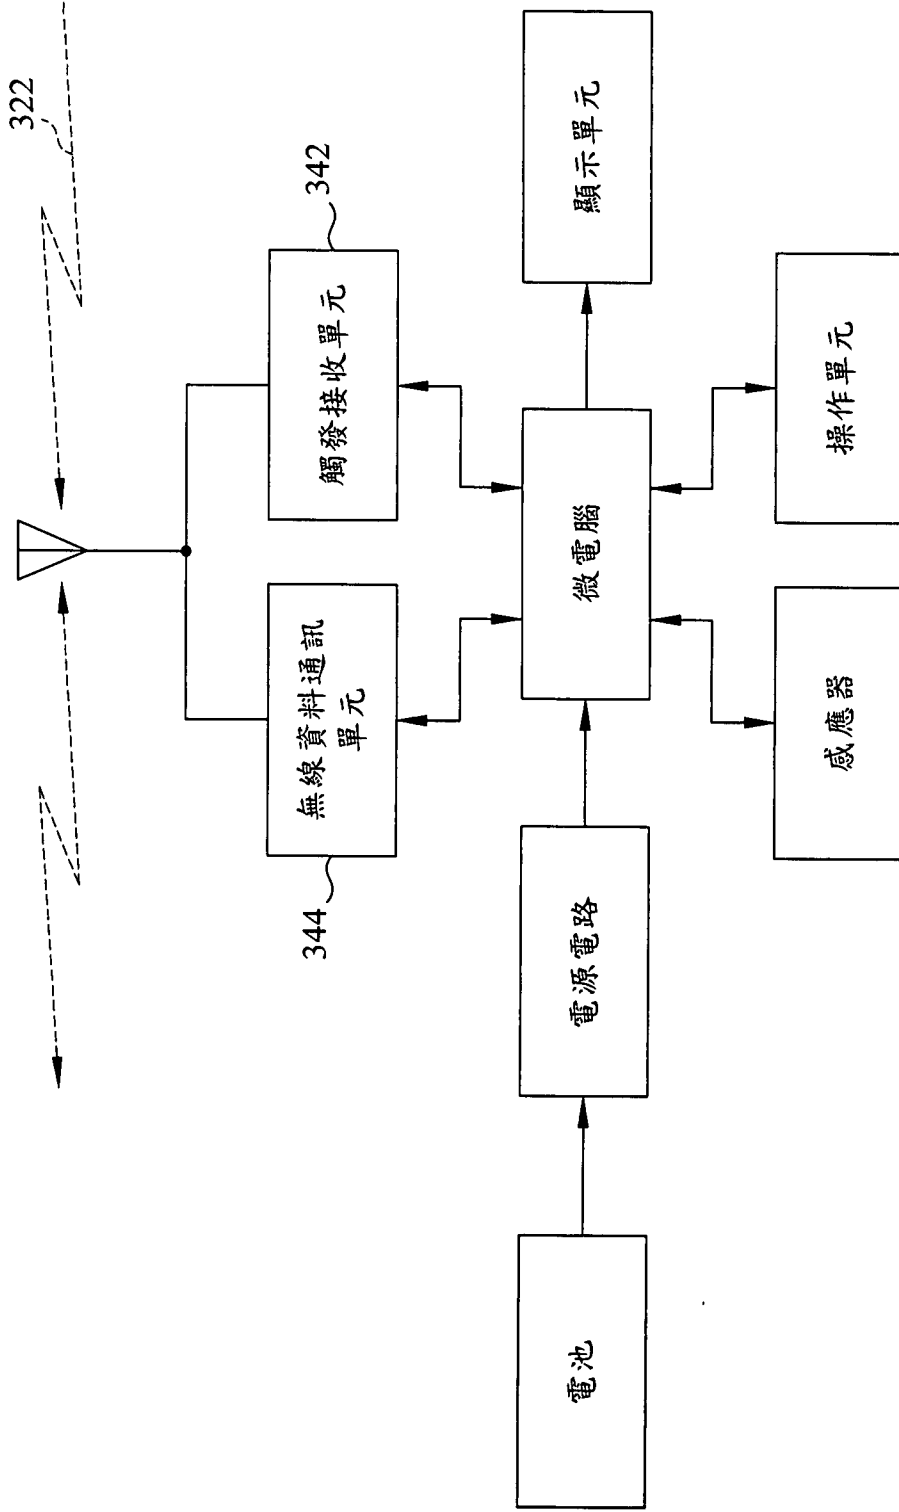 322
344
無線資料通訊
單元
觸發接收單元
342
電池
電源電路
微電腦
顯示單元
感應器
操作單元